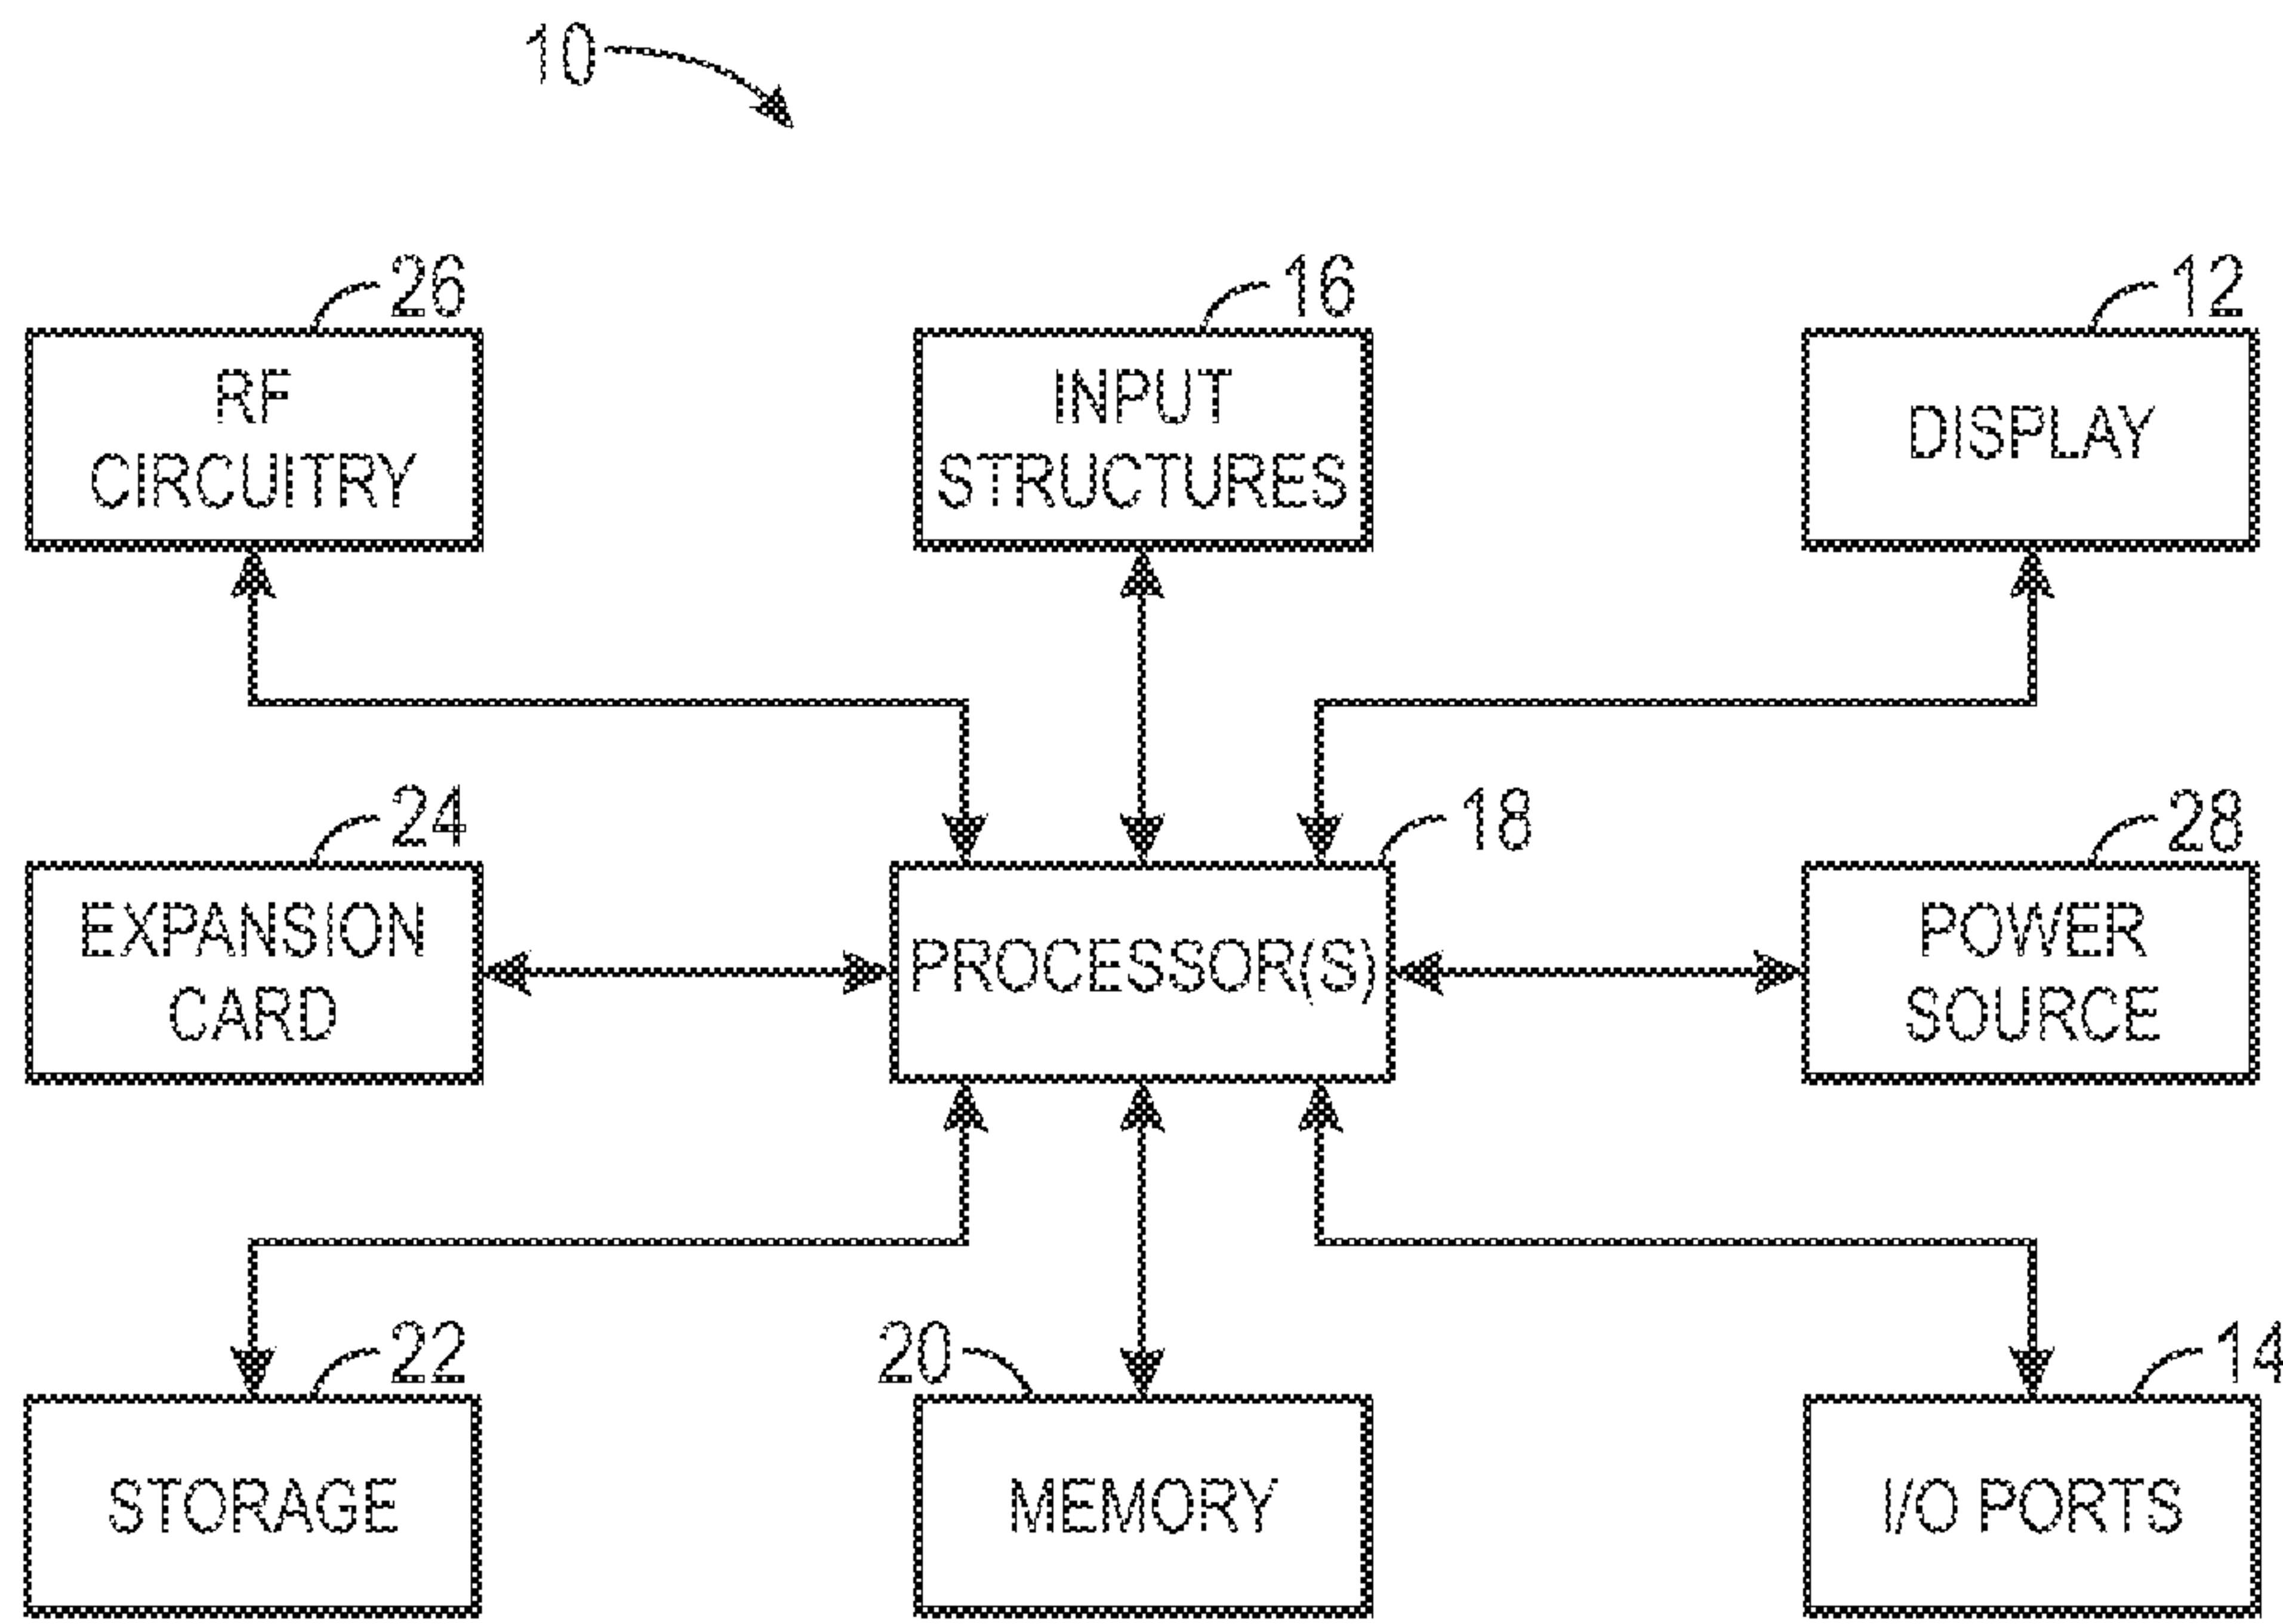 10
26
16
12
RF
CIRCUITRY
INPUT
STRUCTURES
DISPLAY
24
18
28
EXPANSION
CARD
PROCESSOR(S)
POWER
SOURCE
22
20
14
STORAGE
MEMORY
I/O PORTS